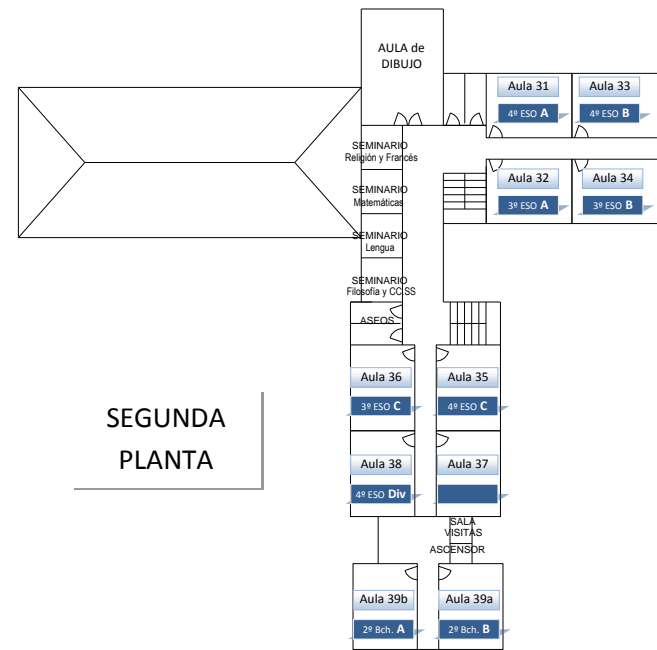 AULA de
DIBUJO
Aula 31
Aula 33
4º ESO A
4º ESO B
SEMINARIO
Religión y Francés
Aula 32
Aula 34
SEMINARIO
Matemáticas
3º ESO A
3º ESO B
SEMINARIO
Lengua
SEMINARIO
Filosofía y CC SS
ASEOS
Aula 36
Aula 35
3º ESO C
4º ESO C
SEGUNDA
PLANTA
Aula 38
Aula 37
4º ESO Div
SALA
VISITAS
ASCENSOR
Aula 39b
Aula 39a
2º Bch. A
2º Bch. B